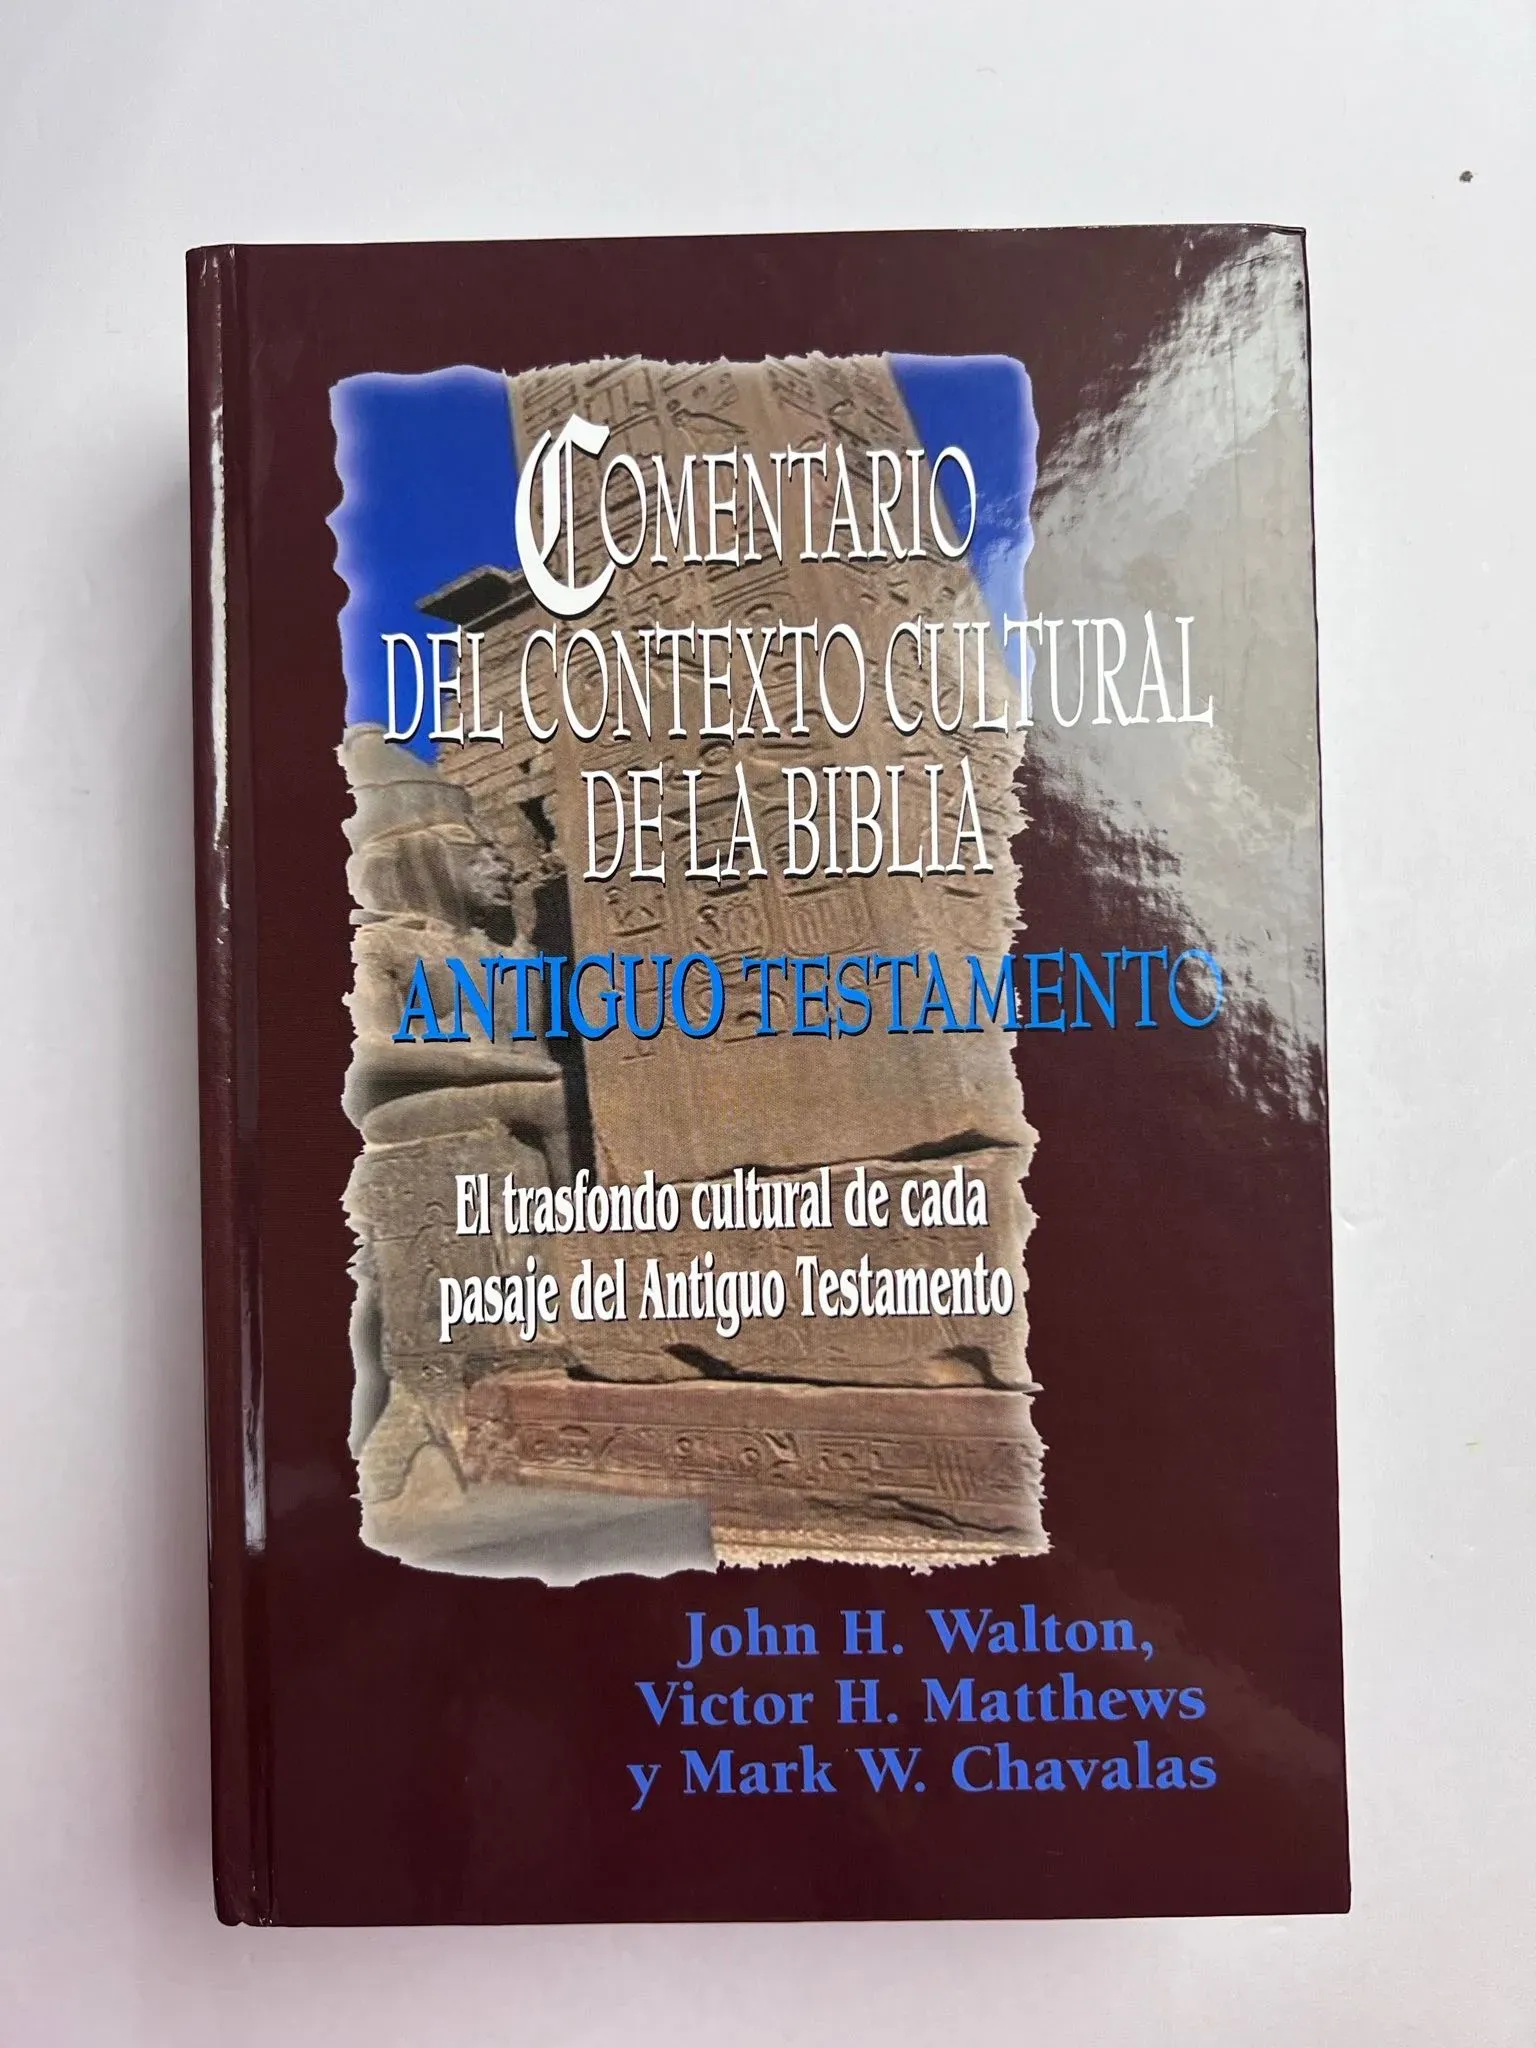 COMENTARIO
DEL CONTEXTO CULTURAL
DE LA BIBLIA
ANTIGUO TESTAMENTO
El trasfondo cultural de cada
pasaje del Antiguo Testamento
John H. Walton,
Victor H. Matthews
y Mark W. Chavalas